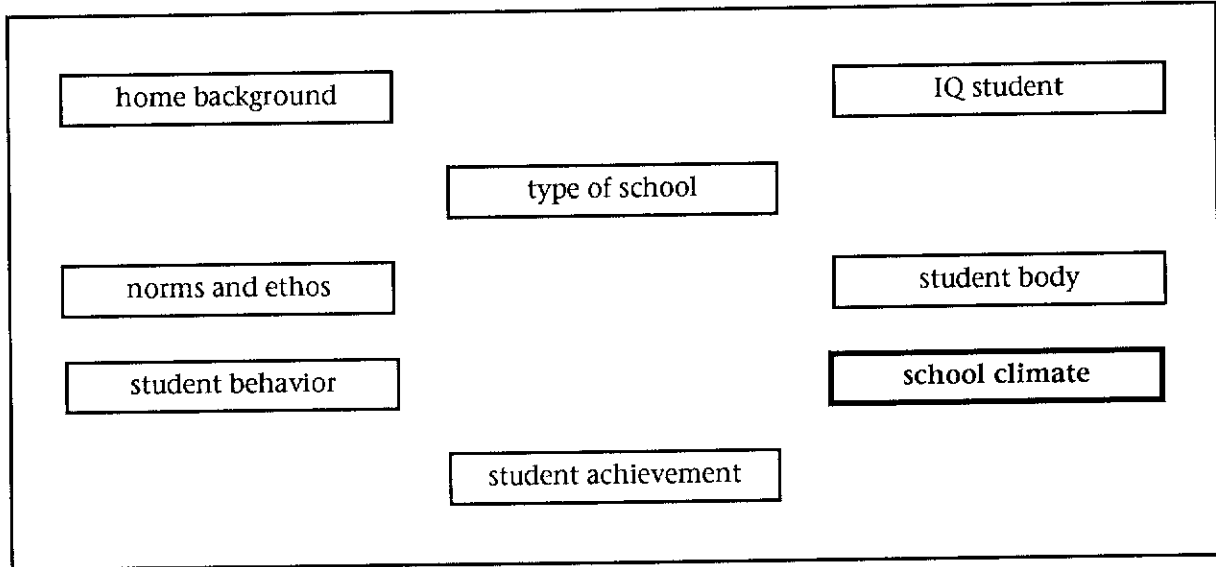 home background
IQ student
type of school
norms and ethos
student body
student behavior
school climate
student achievement